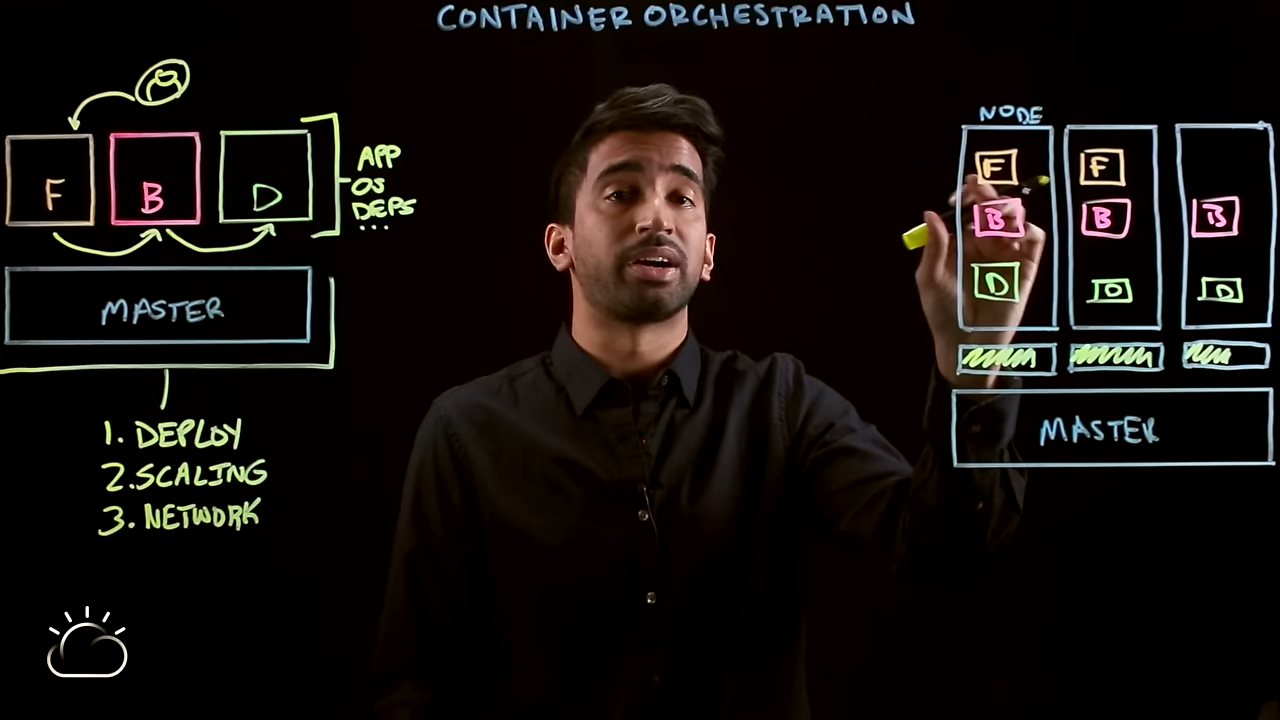 CONTAINER ORCHESTRATION
F B D
APP
OS
DEPS
...
MASTER
1. DEPLOY
2. SCALING
3. NETWORK
NODE
F F
B B B
D D D
MASTER